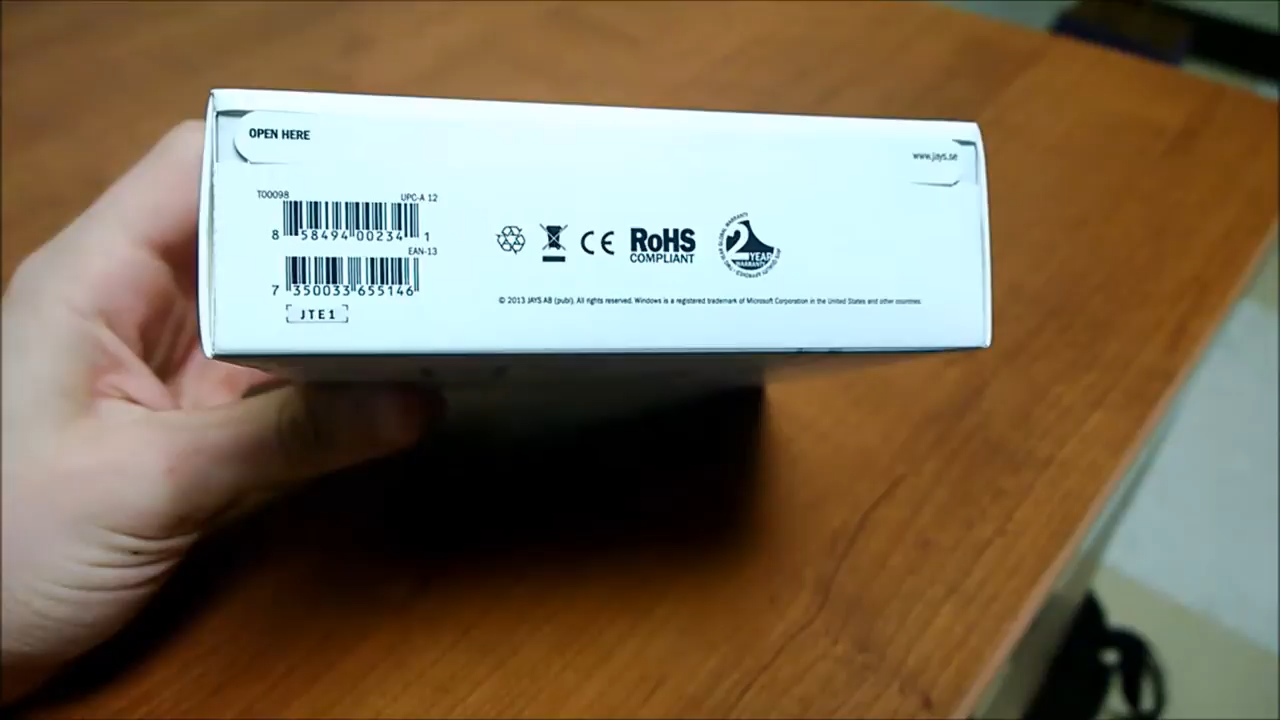 OPEN HERE
www.jays.se
T00098
UPC-A 12
8 58494 00234 1
EAN-13
7 350033 655146
JTE1
CE
RoHS
COMPLIANT
2
YEAR
WARRANTY
© 2013 JAYS AB (publ). All rights reserved. Windows is a registered trademark of Microsoft Corporation in the United States and other countries.